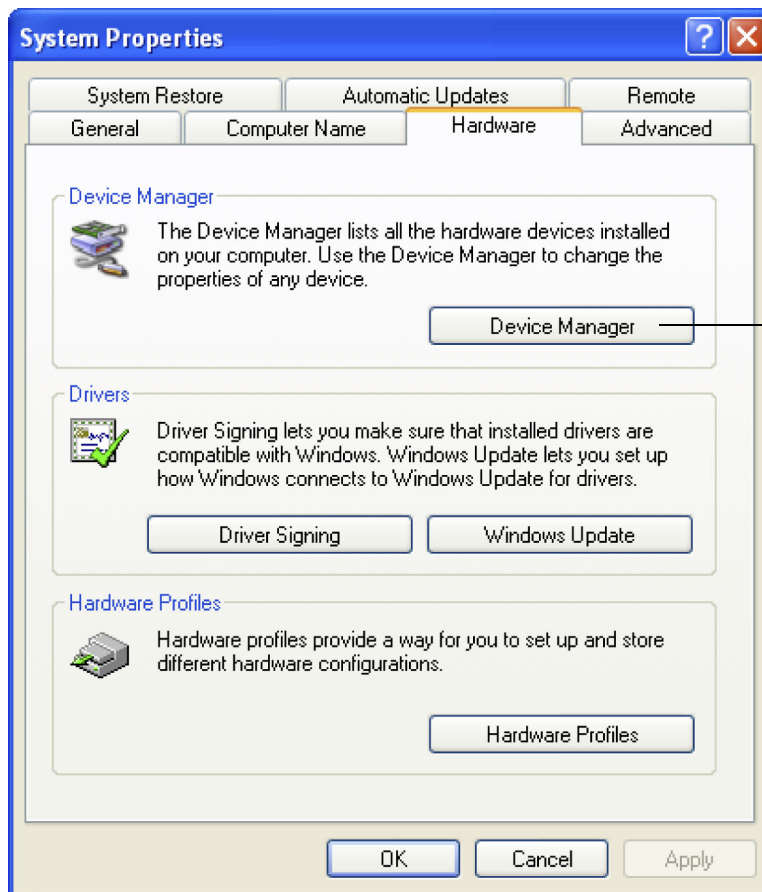 System Properties
System Restore Automatic Updates Remote
General Computer Name Hardware Advanced
Device Manager
The Device Manager lists all the hardware devices installed
on your computer. Use the Device Manager to change the
properties of any device.
Device Manager
Drivers
Driver Signing lets you make sure that installed drivers are
compatible with Windows. Windows Update lets you set up
how Windows connects to Windows Update for drivers.
Driver Signing Windows Update
Hardware Profiles
Hardware profiles provide a way for you to set up and store
different hardware configurations.
Hardware Profiles
OK Cancel Apply